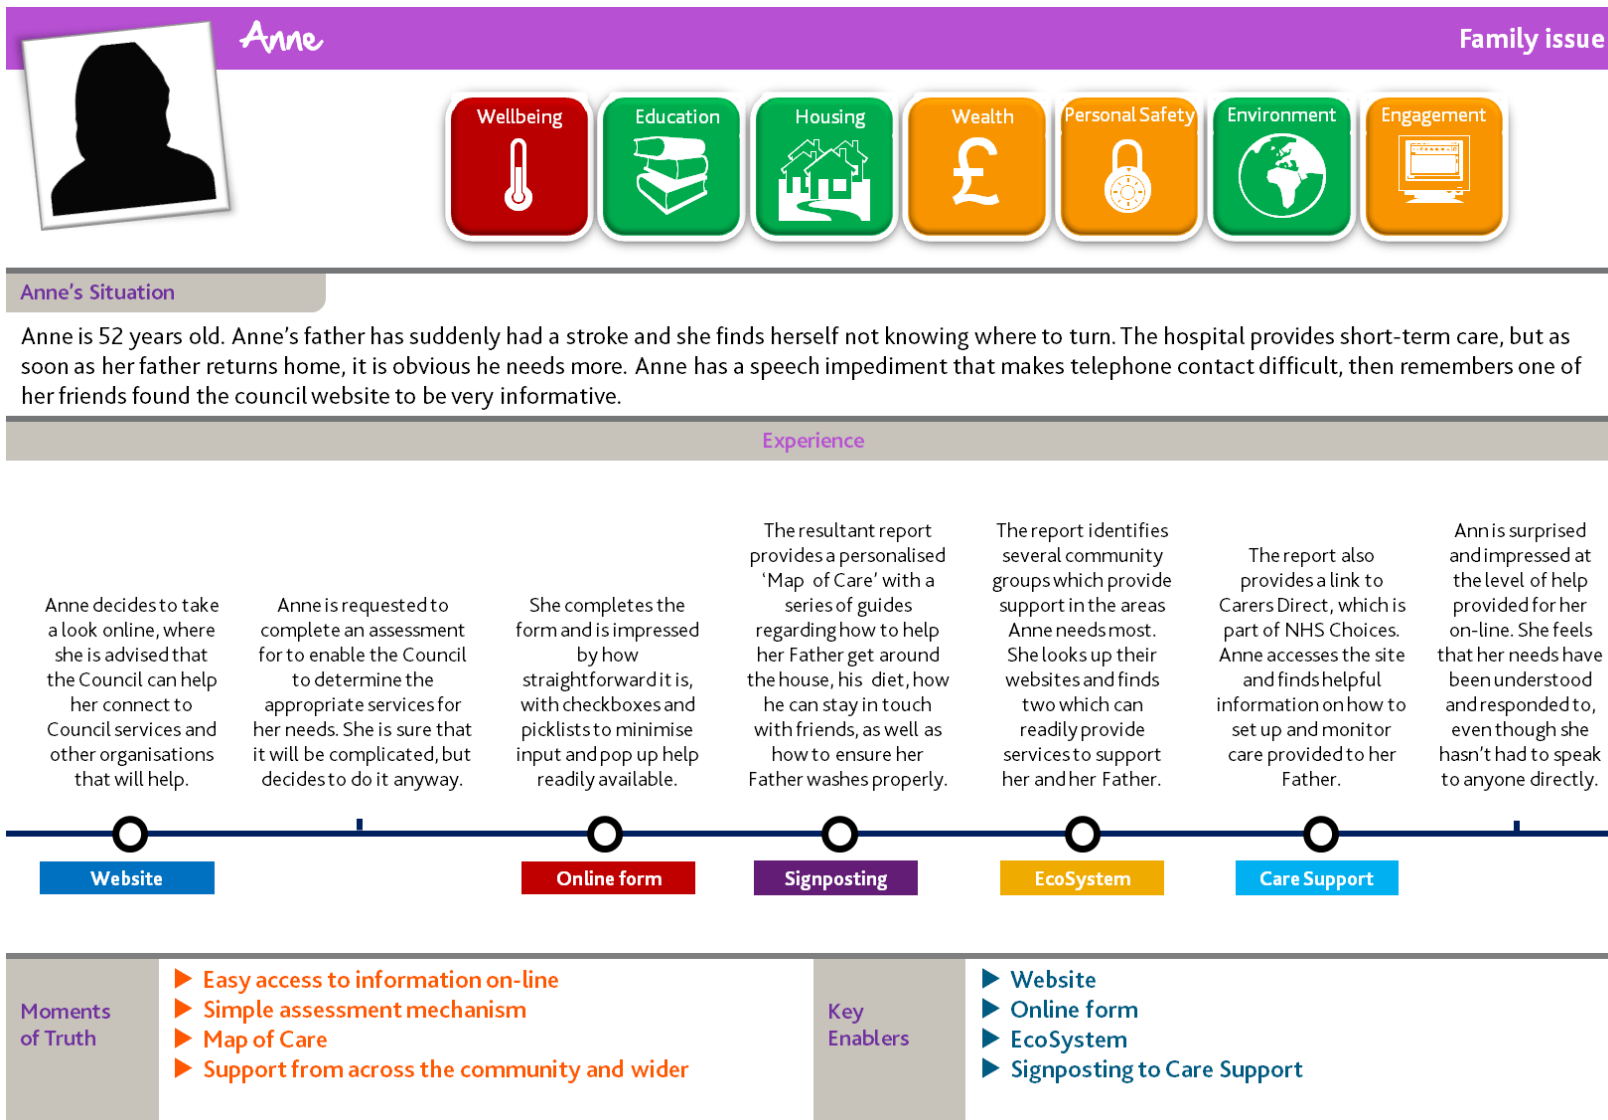 Anne
Family issue
Wellbeing
Education
Housing
Wealth
£
Personal Safety
Environment
Engagement
Anne's Situation
Anne is 52 years old. Anne's father has suddenly had a stroke and she finds herself not knowing where to turn. The hospital provides short-term care, but as
soon as her father returns home, it is obvious he needs more. Anne has a speech impediment that makes telephone contact difficult, then remembers one of
her friends found the council website to be very informative.
Experience
Anne decides to take
a look online, where
she is advised that
the Council can help
her connect to
Council services and
other organisations
that will help.
Anne is requested to
complete an assessment
for to enable the Council
to determine the
appropriate services for
her needs. She is sure that
it will be complicated, but
decides to do it anyway.
She completes the
form and is impressed
by how
straightforward it is,
with checkboxes and
picklists to minimise
input and pop up help
readily available.
The resultant report
provides a personalised
‘Map of Care’ with a
series of guides
regarding how to help
her Father get around
the house, his diet, how
he can stay in touch
with friends, as well as
how to ensure her
Father washes properly.
The report identifies
several community
groups which provide
support in the areas
Anne needs most.
She looks up their
websites and finds
two which can
readily provide
services to support
her and her Father.
The report also
provides a link to
Carers Direct, which is
part of NHS Choices.
Anne accesses the site
and finds helpful
information on how to
set up and monitor
care provided to her
Father.
Ann is surprised
and impressed at
the level of help
provided for her
on-line. She feels
that her needs have
been understood
and responded to,
even though she
hasn't had to speak
to anyone directly.
Website
Online form
Signposting
EcoSystem
Care Support
Moments
of Truth
Easy access to information on-line
Simple assessment mechanism
Map of Care
Support from across the community and wider
Key
Enablers
Website
Online form
EcoSystem
Signposting to Care Support